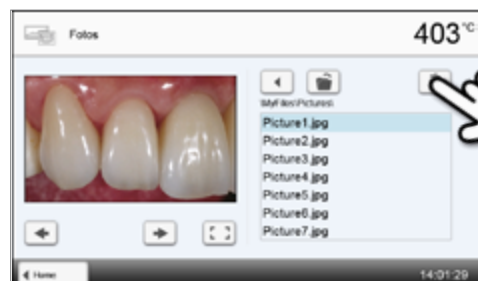 Fotos
403 °C
\MyFiles\Pictures\
Picture1.jpg
Picture2.jpg
Picture3.jpg
Picture4.jpg
Picture5.jpg
Picture6.jpg
Picture7.jpg
Home
14:01:29